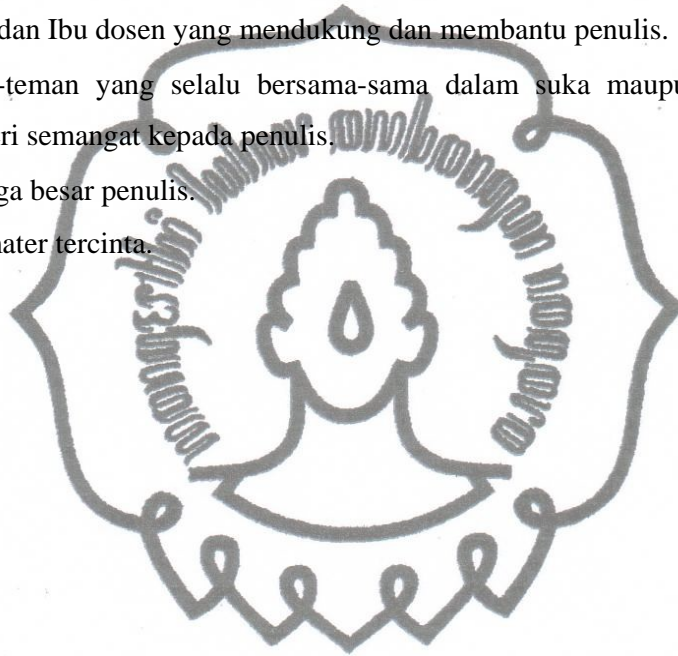 dan Ibu dosen yang mendukung dan membantu penulis.
-teman yang selalu bersama-sama dalam suka maupu
ri semangat kepada penulis.
ga besar penulis.
mater tercinta.